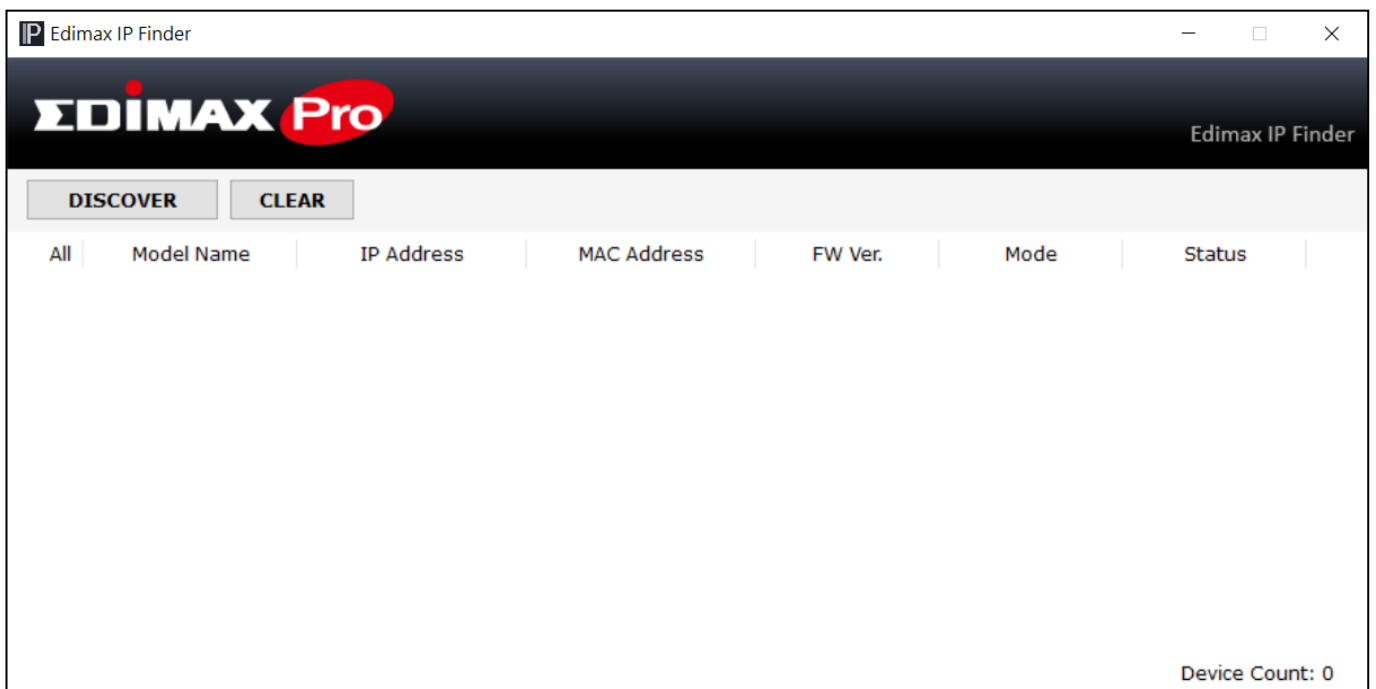 IP Edimax IP Finder
EDIMAX Pro
Edimax IP Finder
DISCOVER CLEAR
All Model Name IP Address MAC Address FW Ver. Mode Status
Device Count: 0